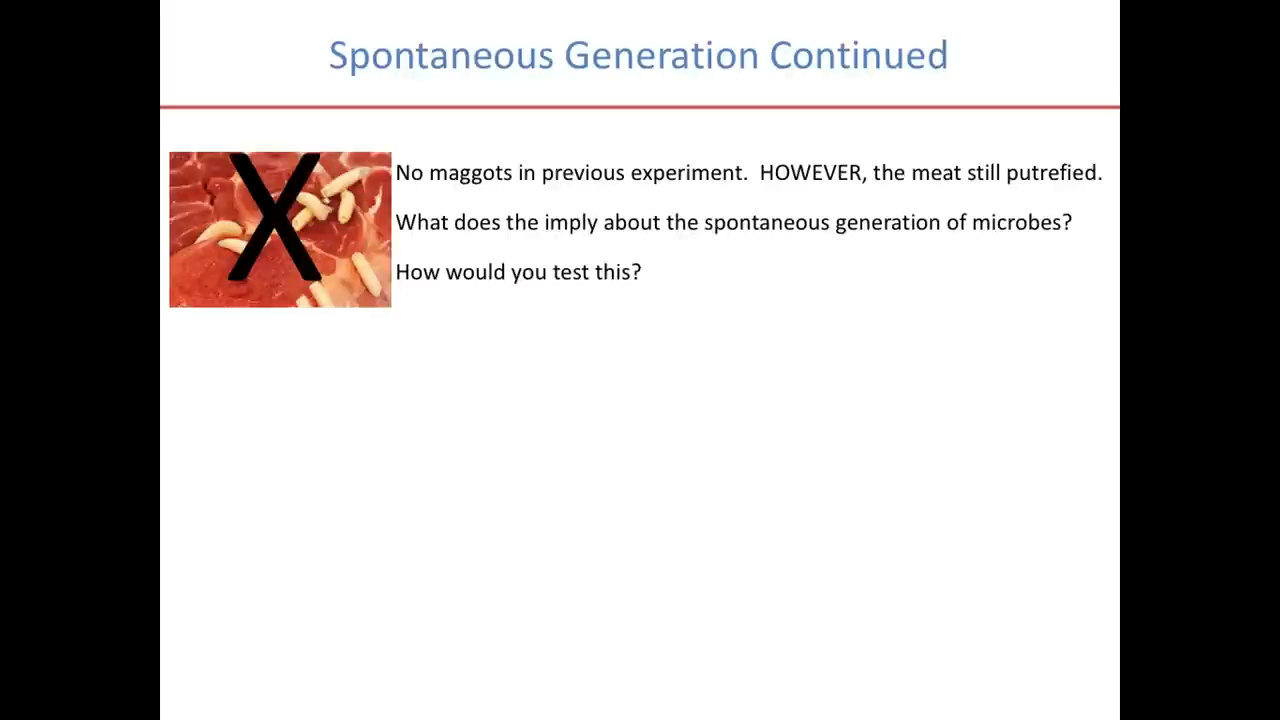 Spontaneous Generation Continued
No maggots in previous experiment.  HOWEVER, the meat still putrefied.
What does the imply about the spontaneous generation of microbes?
How would you test this?
X